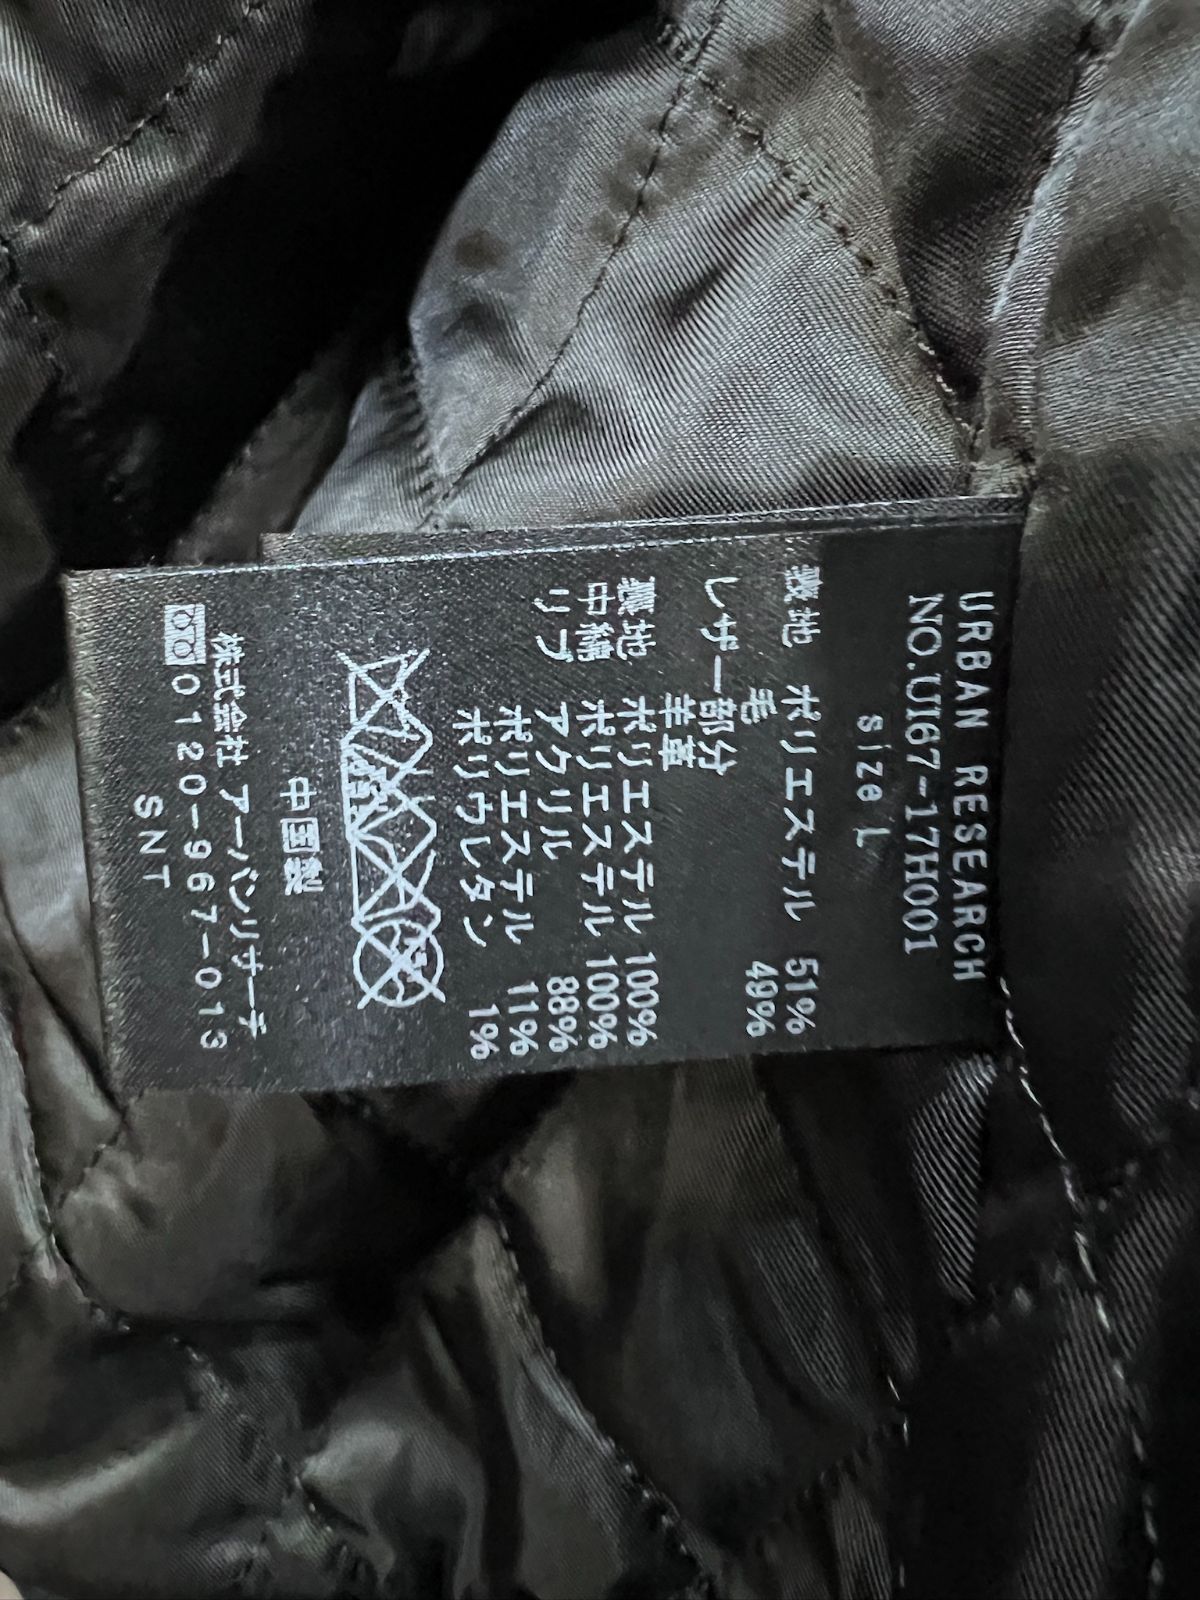 URBAN RESEARCH
NO.UI67-17H001
size L
表地 ポリエステル 51%
毛 49%
レザー部分
羊革
裏地 ポリエステル 100%
中綿 ポリエステル 100%
リブ アクリル 88%
ポリエステル 11%
ポリウレタン 1%
中国製
株式会社 アーバンリサーチ
0120-967-013
SNT